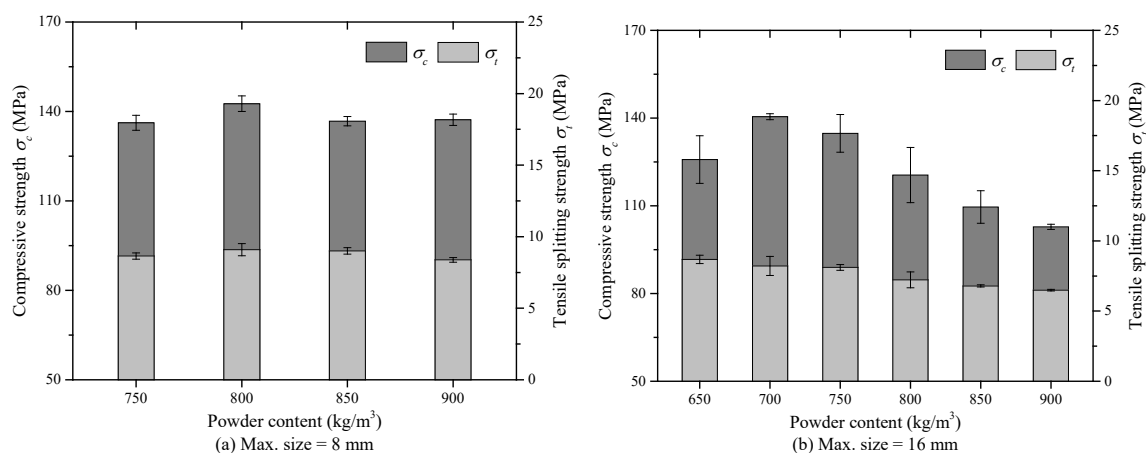 170
140
110
80
50
Compressive strength σc (MPa)
σc
σt
25
20
15
10
5
0
Tensile splitting strength σt (MPa)
750
800
850
900
Powder content (kg/m³)
(a) Max. size = 8 mm
170
140
110
80
50
Compressive strength σc (MPa)
σc
σt
25
20
15
10
5
0
Tensile splitting strength σt (MPa)
650
700
750
800
850
900
Powder content (kg/m³)
(b) Max. size = 16 mm